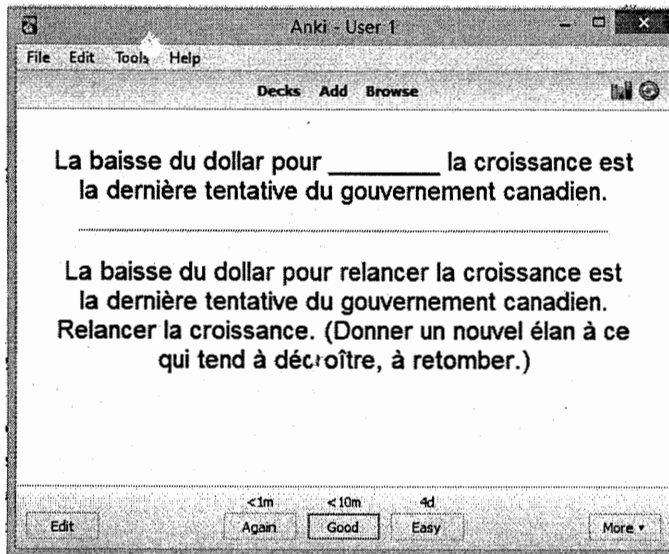 Anki - User 1
File Edit Tools Help
Decks Add Browse
La baisse du dollar pour ________ la croissance est
la dernière tentative du gouvernement canadien.
La baisse du dollar pour relancer la croissance est
la dernière tentative du gouvernement canadien.
Relancer la croissance. (Donner un nouvel élan à ce
qui tend à décroître, à retomber.)
<1m <10m 4d
Edit Again Good Easy More